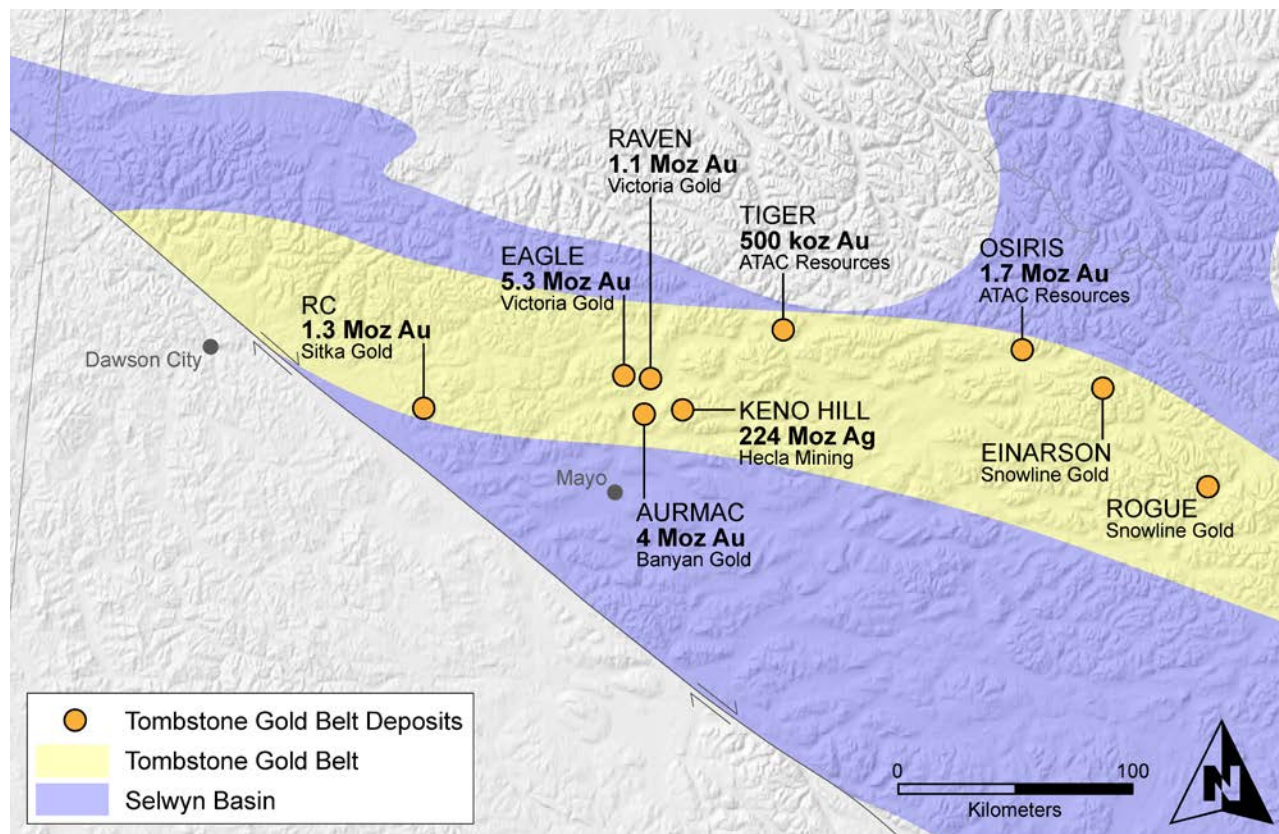 RAVEN
1.1 Moz Au
Victoria Gold
TIGER
500 koz Au
ATAC Resources
EAGLE
5.3 Moz Au
Victoria Gold
OSIRIS
1.7 Moz Au
ATAC Resources
RC
1.3 Moz Au
Sitka Gold
Dawson City
KENO HILL
224 Moz Ag
Hecla Mining
EINARSON
Snowline Gold
Mayo
AURMAC
4 Moz Au
Banyan Gold
ROGUE
Snowline Gold
Tombstone Gold Belt Deposits
Tombstone Gold Belt
Selwyn Basin
0 100
Kilometers
N